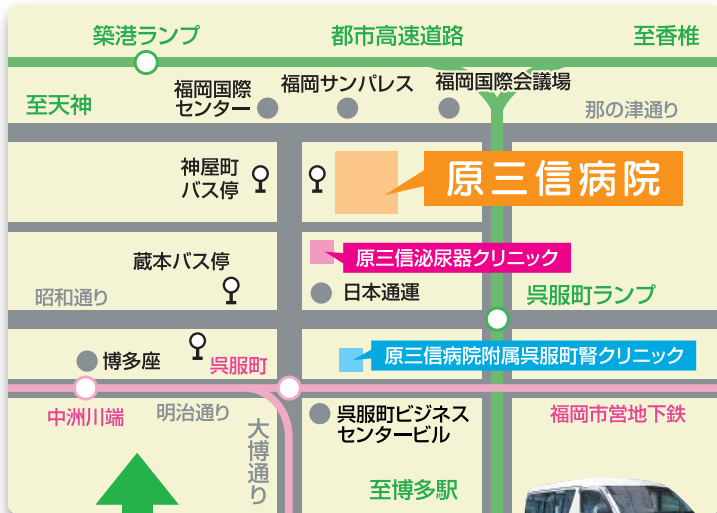 築港ランプ
都市高速道路
至香椎
至天神
福岡国際
センター
福岡サンパレス
福岡国際会議場
那の津通り
神屋町
バス停
原三信病院
蔵本バス停
原三信泌尿器クリニック
昭和通り
日本通運
呉服町ランプ
博多座
呉服町
原三信病院附属呉服町腎クリニック
中洲川端
明治通り
大博通り
呉服町ビジネス
センタービル
福岡市営地下鉄
至博多駅